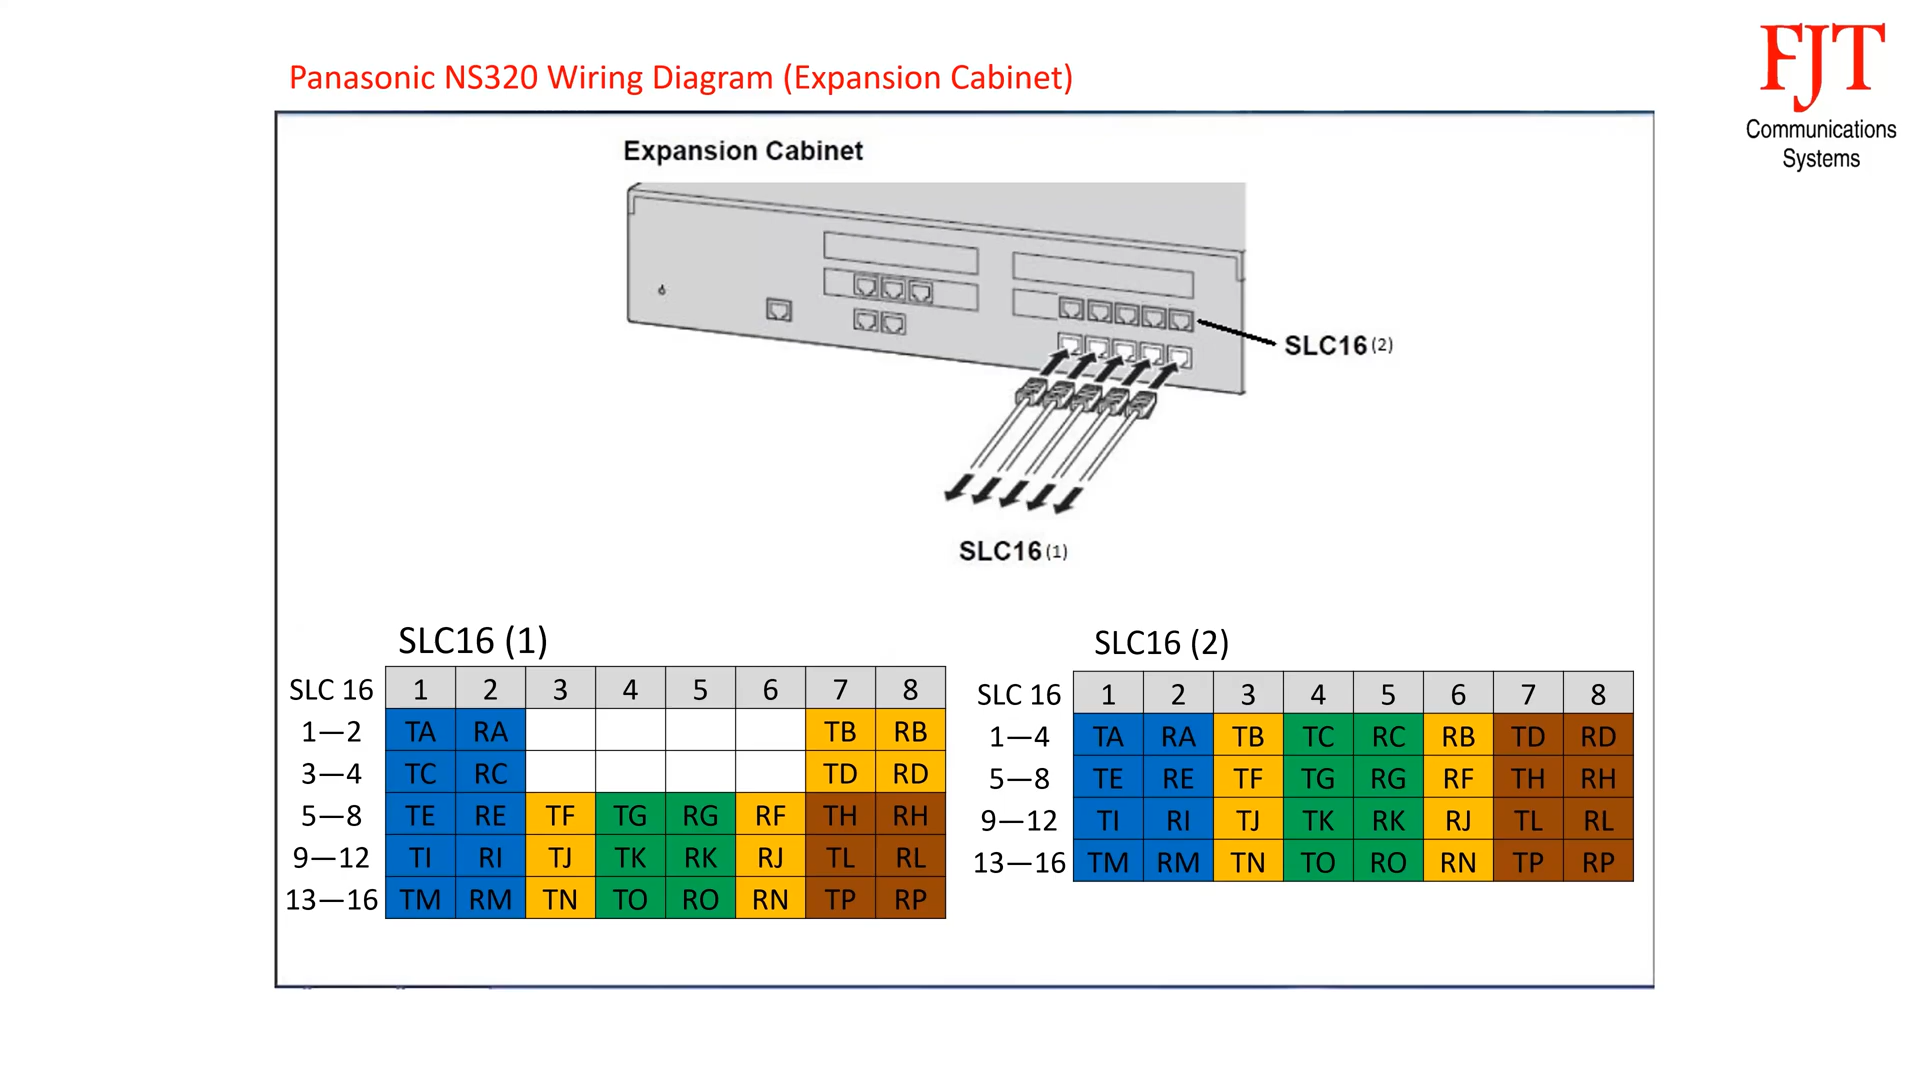 FJT
Communications
Systems
Panasonic NS320 Wiring Diagram (Expansion Cabinet)
Expansion Cabinet
SLC16 (2)
SLC16 (1)
SLC16 (1)
SLC 16 1 2 3 4 5 6 7 8
1—2 TA RA TB RB
3—4 TC RC TD RD
5—8 TE RE TF TG RG RF TH RH
9—12 TI RI TJ TK RK RJ TL RL
13—16 TM RM TN TO RO RN TP RP
SLC16 (2)
SLC 16 1 2 3 4 5 6 7 8
1—4 TA RA TB TC RC RB TD RD
5—8 TE RE TF TG RG RF TH RH
9—12 TI RI TJ TK RK RJ TL RL
13—16 TM RM TN TO RO RN TP RP